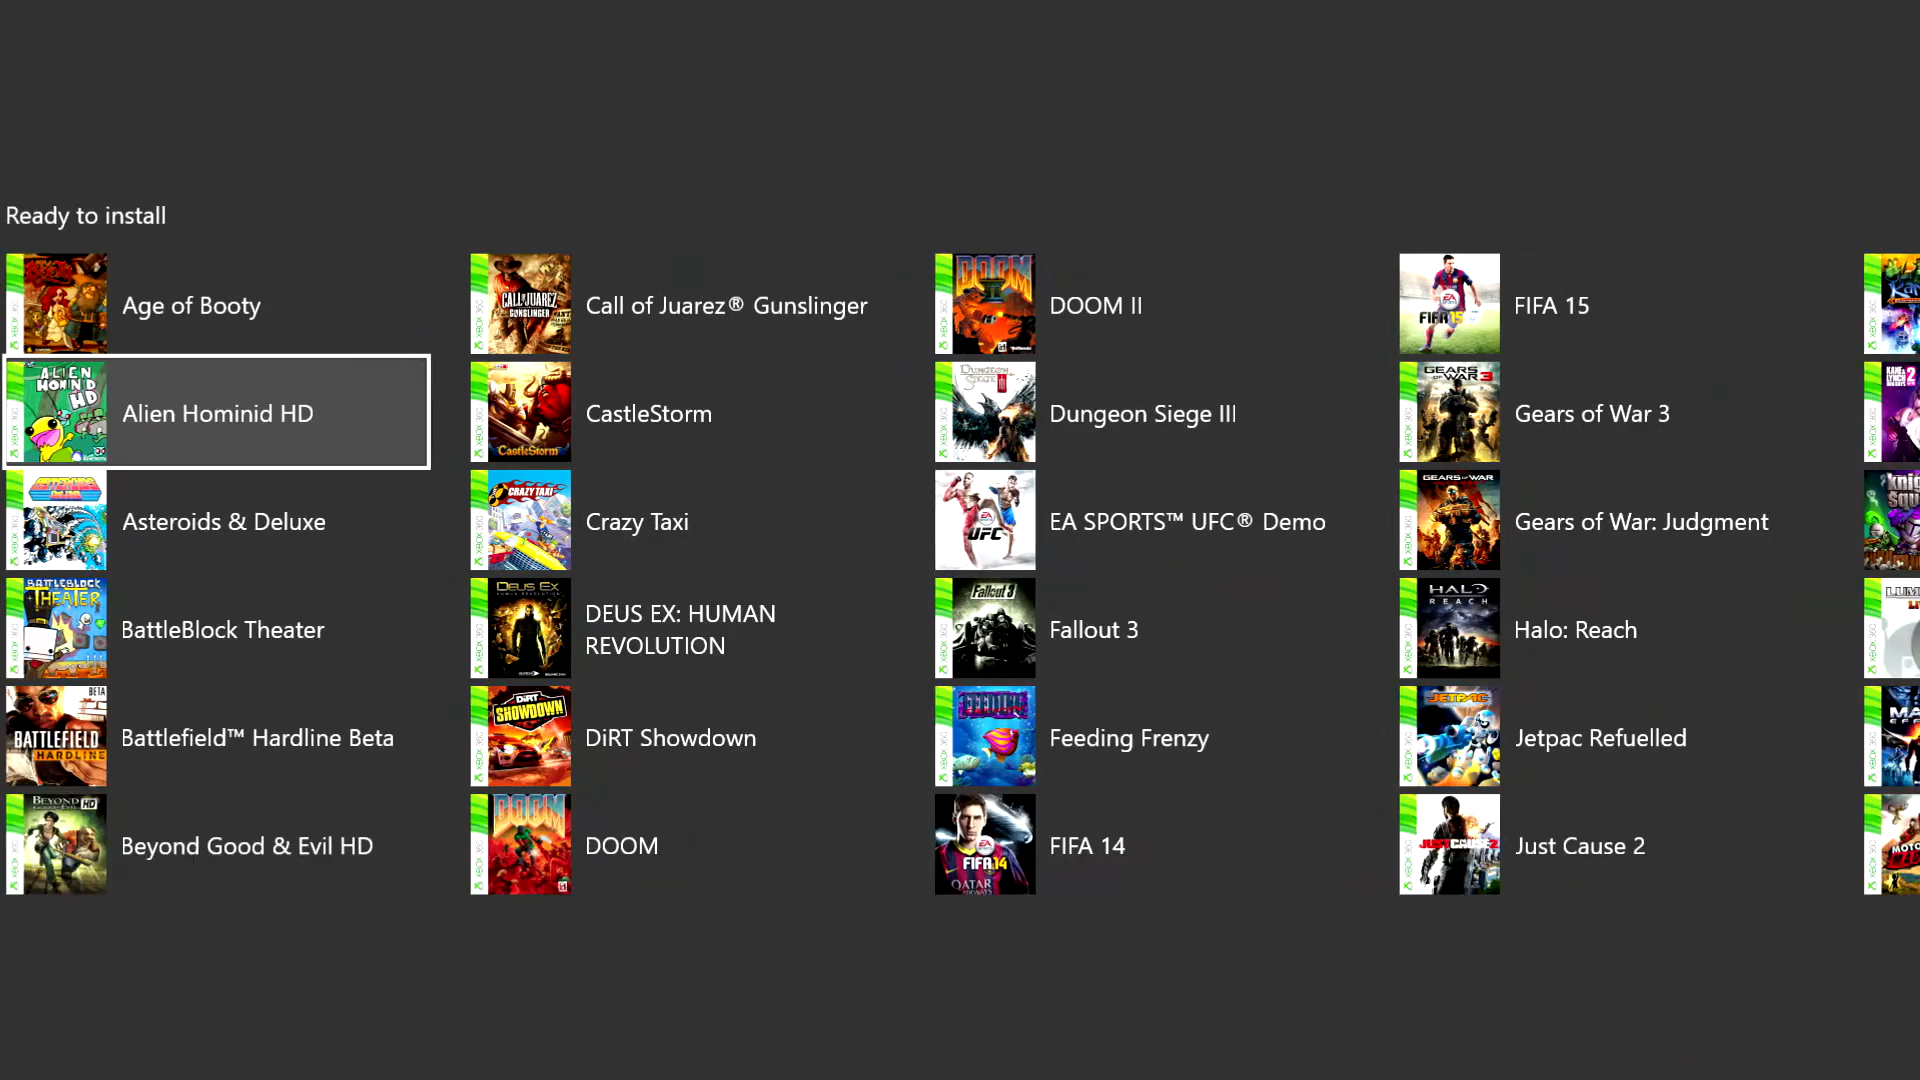 Ready to install
Age of Booty
Alien Hominid HD
Asteroids & Deluxe
BattleBlock Theater
Battlefield™ Hardline Beta
Beyond Good & Evil HD
Call of Juarez® Gunslinger
CastleStorm
Crazy Taxi
DEUS EX: HUMAN
REVOLUTION
DiRT Showdown
DOOM
DOOM II
Dungeon Siege III
EA SPORTS™ UFC® Demo
Fallout 3
Feeding Frenzy
FIFA 14
FIFA 15
Gears of War 3
Gears of War: Judgment
Halo: Reach
Jetpac Refuelled
Just Cause 2